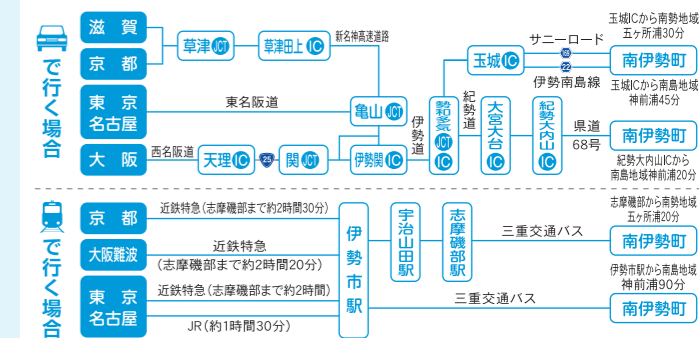 で行く場合
滋 賀
京 都
東 京
名古屋
大 阪
草津JCT
草津田上IC
新名神高速道路
東名阪道
西名阪道
天理IC
25
関JCT
亀山JCT
伊勢関IC
伊勢道
勢和多気JCT
IC
紀勢道
大宮大台IC
紀勢大内山IC
玉城IC
サニーロード
22
伊勢南島線
県道
68号
玉城ICから南勢地域
五ヶ所浦30分
南伊勢町
玉城ICから南島地域
神前浦45分
南伊勢町
紀勢大内山ICから
南島地域神前浦20分
で行く場合
京 都
大阪難波
東 京
名古屋
近鉄特急(志摩磯部まで約2時間30分)
近鉄特急
(志摩磯部まで約2時間20分)
近鉄特急(志摩磯部まで約2時間)
JR(約1時間30分)
伊勢市駅
宇治山田駅
志摩磯部駅
三重交通バス
三重交通バス
志摩磯部から南勢地域
五ヶ所浦20分
南伊勢町
伊勢市駅から南島地域
神前浦90分
南伊勢町